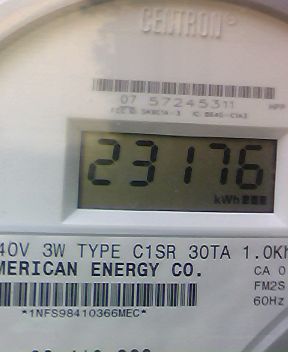 CENTRON
07 57245311
23176
kWh
40V 3W TYPE C1SR 30TA 1.0Kh
MERICAN ENERGY CO.
CA 0
FM2S
60Hz
*1NFS98410366MEC*